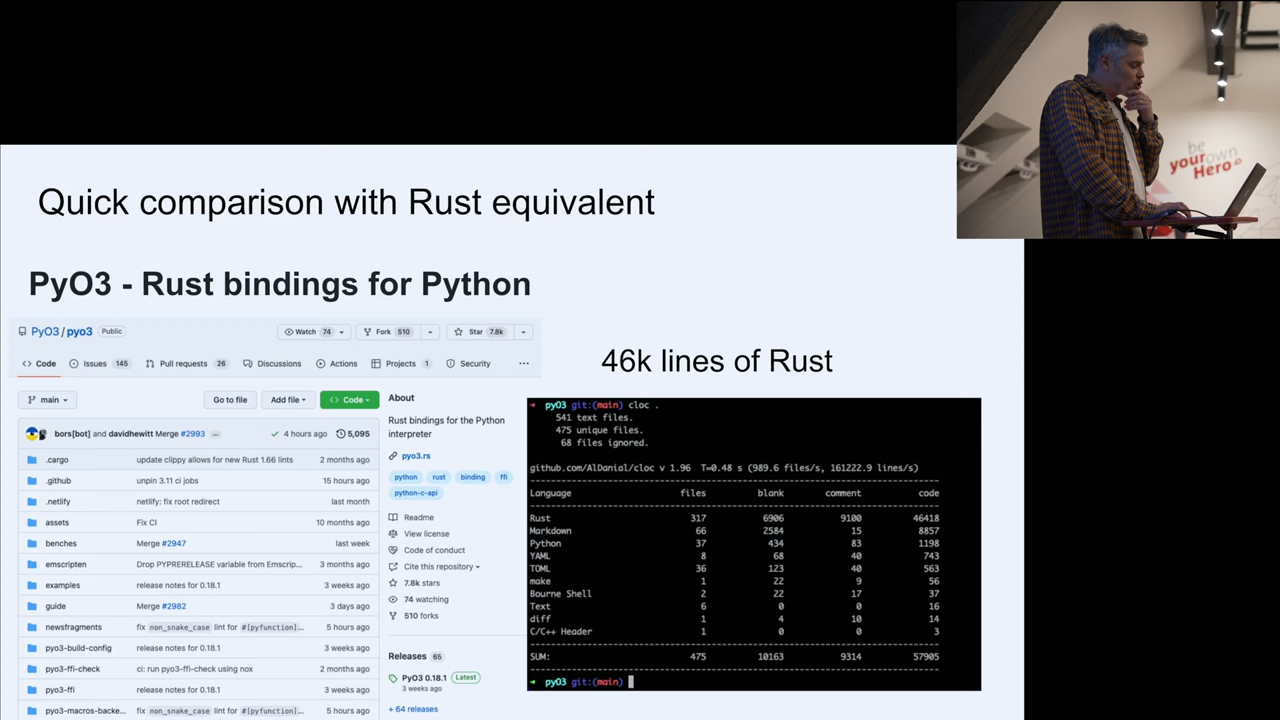 be
your own
Hero
Quick comparison with Rust equivalent
PyO3 - Rust bindings for Python
PyO3 / pyo3 Public
Watch 74 Fork 510 Star 7.8k
Code Issues 145 Pull requests 26 Discussions Actions Projects 1 Security ...
main Go to file Add file Code
bors[bot] and davidhewitt Merge #2993 ... 4 hours ago 5,095
.cargo update clippy allows for new Rust 1.66 lints 2 months ago
.github unpin 3.11 ci jobs 15 hours ago
.netlify netlify: fix root redirect last month
assets Fix CI 10 months ago
benches Merge #2947 last week
emscripten Drop PYPRERELEASE variable from Emscrip... 3 months ago
examples release notes for 0.18.1 3 weeks ago
guide Merge #2982 3 days ago
newsfragments fix non_snake_case lint for #[pyfunction]... 5 hours ago
pyo3-build-config release notes for 0.18.1 3 weeks ago
pyo3-ffi-check ci: run pyo3-ffi-check using nox 2 months ago
pyo3-ffi release notes for 0.18.1 3 weeks ago
pyo3-macros-backe... fix non_snake_case lint for #[pyfunction]... 5 hours ago
About
Rust bindings for the Python
interpreter
pyo3.rs
python rust binding ffi
python-c-api
Readme
View license
Code of conduct
Cite this repository
7.8k stars
74 watching
510 forks
Releases 65
PyO3 0.18.1 Latest
3 weeks ago
+ 64 releases
46k lines of Rust
pyO3 git:(main) cloc .
541 text files.
475 unique files.
68 files ignored.
github.com/AlDanial/cloc v 1.96 T=0.48 s (989.6 files/s, 161222.9 lines/s)
Language files blank comment code
Rust 317 6906 9100 46418
Markdown 66 2584 15 8857
Python 37 434 83 1198
YAML 8 68 40 743
TOML 36 123 40 563
make 1 22 9 56
Bourne Shell 2 22 17 37
Text 6 0 0 16
diff 1 4 10 14
C/C++ Header 1 0 0 3
SUM: 475 10163 9314 57905
pyO3 git:(main)